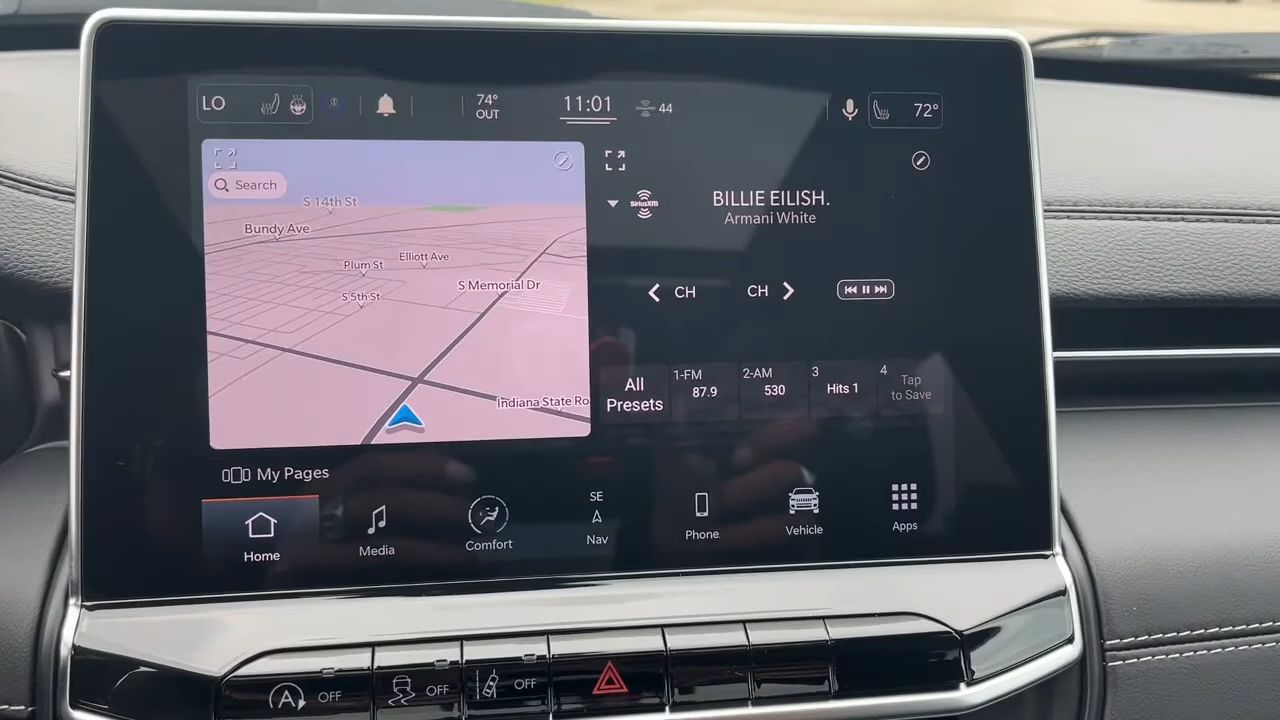 LO
74°
OUT
11:01
SiriusXM
44
72°
Search
S 14th St
Bundy Ave
Elliott Ave
Plum St
S Memorial Dr
S 5th St
Indiana State Ro
SiriusXM
BILLIE EILISH.
Armani White
CH
CH
All
Presets
1-FM
87.9
2-AM
530
3
Hits 1
4
Tap
to Save
My Pages
Home
Media
Comfort
SE
Nav
Phone
Vehicle
Apps
A OFF
OFF
OFF